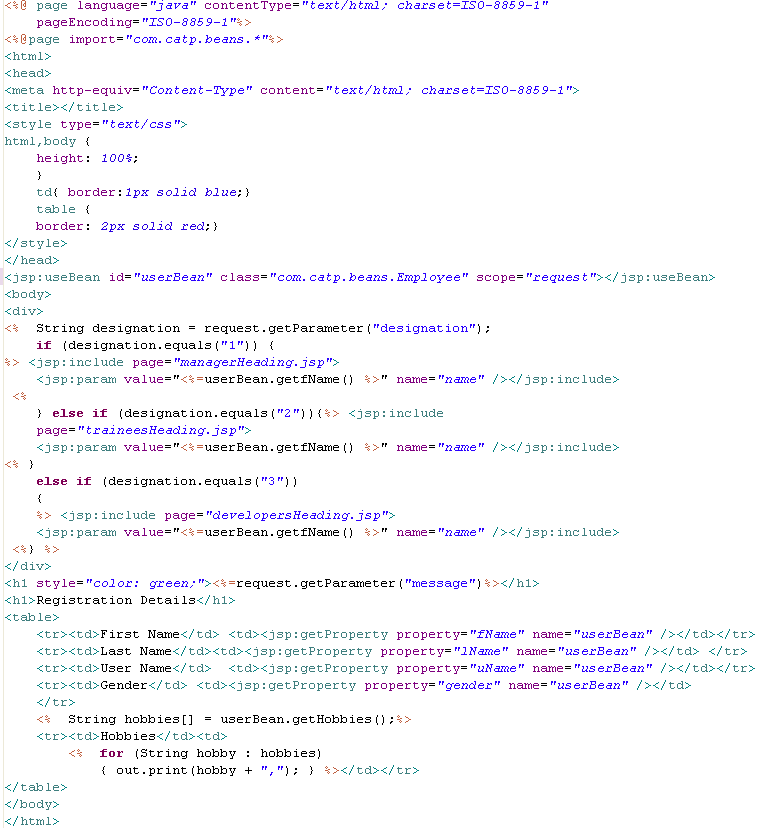 <%@ page language="java" contentType="text/html; charset=ISO-8859-1"
    pageEncoding="ISO-8859-1"%>
<%@page import="com.catp.beans.*"%>
<html>
<head>
<meta http-equiv="Content-Type" content="text/html; charset=ISO-8859-1">
<title></title>
<style type="text/css">
html,body {
    height: 100%;
    }
    td{ border:1px solid blue;}
    table {
    border: 2px solid red;}
</style>
</head>
<jsp:useBean id="userBean" class="com.catp.beans.Employee" scope="request"></jsp:useBean>
<body>
<div>
<%  String designation = request.getParameter("designation");
    if (designation.equals("1")) {
%> <jsp:include page="managerHeading.jsp">
    <jsp:param value="<%=userBean.getfName() %>" name="name" /></jsp:include>
 <%
    } else if (designation.equals("2")){%> <jsp:include
    page="traineesHeading.jsp">
    <jsp:param value="<%=userBean.getfName() %>" name="name" /></jsp:include>
<% }
    else if (designation.equals("3"))
    {
    %> <jsp:include page="developersHeading.jsp">
    <jsp:param value="<%=userBean.getfName() %>" name="name" /></jsp:include>
 <%} %>
</div>
<h1 style="color: green;"><%=request.getParameter("message")%></h1>
<h1>Registration Details</h1>
<table>
    <tr><td>First Name</td> <td><jsp:getProperty property="fName" name="userBean" /></td></tr>
    <tr><td>Last Name</td><td><jsp:getProperty property="lName" name="userBean" /></td> </tr>
    <tr><td>User Name</td>  <td><jsp:getProperty property="uName" name="userBean" /></td></tr>
    <tr><td>Gender</td> <td><jsp:getProperty property="gender" name="userBean" /></td>
    </tr>
    <%  String hobbies[] = userBean.getHobbies();%>
    <tr><td>Hobbies</td><td>
        <%  for (String hobby : hobbies)
            { out.print(hobby + ","); } %></td></tr>
</table>
</body>
</html>